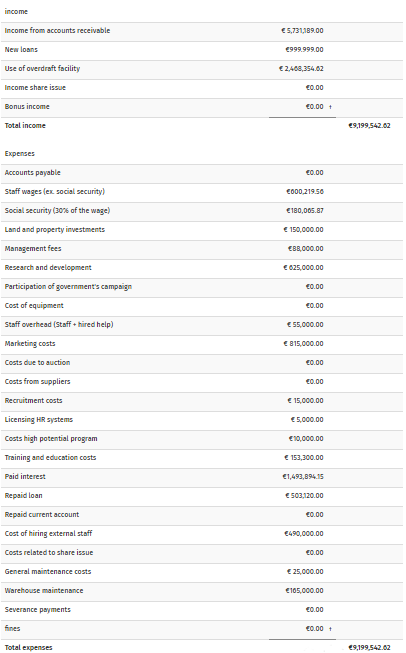 income
Income from accounts receivable € 5,731,189.00
New loans €999,999.00
Use of overdraft facility € 2,468,354.62
Income share issue €0.00
Bonus income €0.00 +
Total income €9,199,542.62
Expenses
Accounts payable €0.00
Staff wages (ex. social security) €600,219.56
Social security (30% of the wage) €180,065.87
Land and property investments € 150,000.00
Management fees €88,000.00
Research and development € 625,000.00
Participation of government's campaign €0.00
Cost of equipment €0.00
Staff overhead (Staff + hired help) € 55,000.00
Marketing costs € 815,000.00
Costs due to auction €0.00
Costs from suppliers €0.00
Recruitment costs € 15,000.00
Licensing HR systems € 5,000.00
Costs high potential program €10,000.00
Training and education costs € 153,300.00
Paid interest €1,493,894.15
Repaid loan € 503,120.00
Repaid current account €0.00
Cost of hiring external staff €490,000.00
Costs related to share issue €0.00
General maintenance costs € 25,000.00
Warehouse maintenance €165,000.00
Severance payments €0.00
fines €0.00 +
Total expenses €9,199,542.62